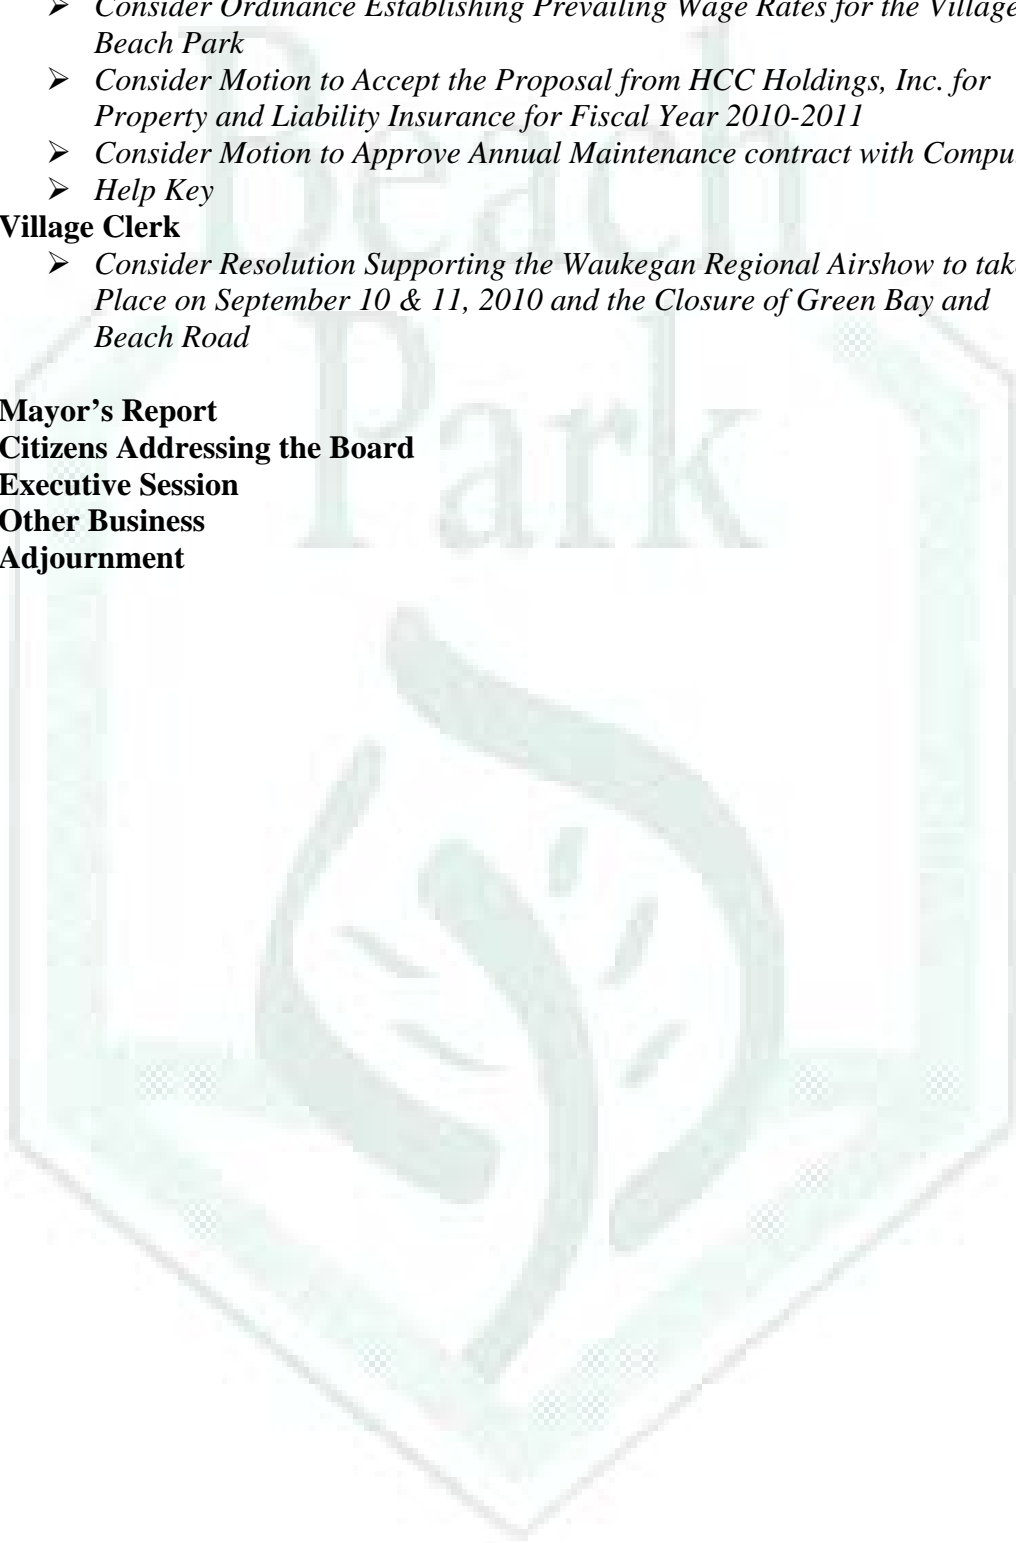 ➢ Consider Ordinance Establishing Prevailing Wage Rates for the Village
Beach Park
➢ Consider Motion to Accept the Proposal from HCC Holdings, Inc. for
Property and Liability Insurance for Fiscal Year 2010-2011
➢ Consider Motion to Approve Annual Maintenance contract with Compu
➢ Help Key
Village Clerk
➢ Consider Resolution Supporting the Waukegan Regional Airshow to tak
Place on September 10 & 11, 2010 and the Closure of Green Bay and
Beach Road
Mayor’s Report
Citizens Addressing the Board
Executive Session
Other Business
Adjournment
Beach
Park